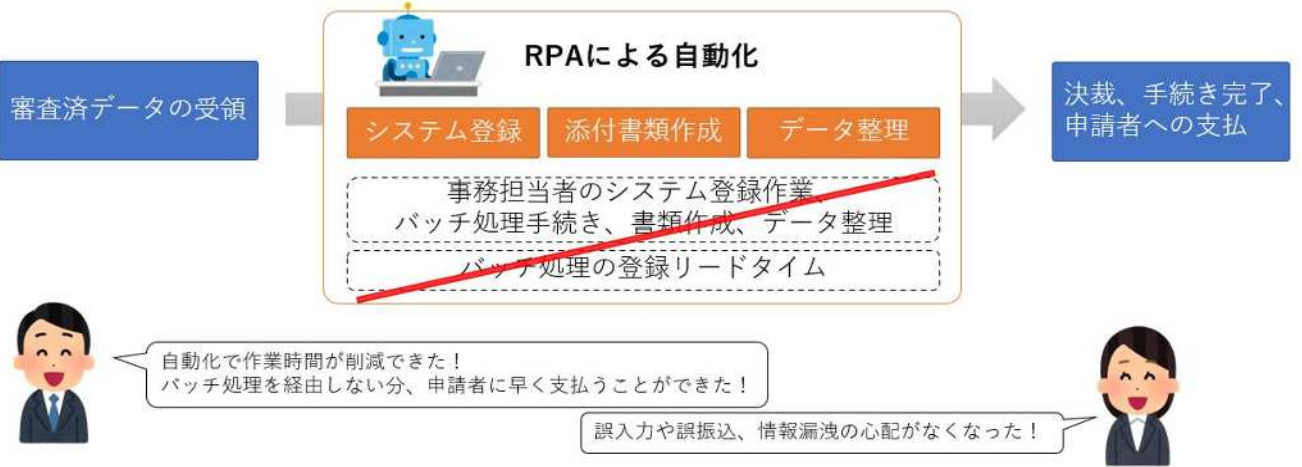 RPAによる自動化
審査済データの受領
システム登録
添付書類作成
データ整理
決裁、手続き完了、
申請者への支払
事務担当者のシステム登録作業、
バッチ処理手続き、書類作成、データ整理
バッチ処理の登録リードタイム
自動化で作業時間が削減できた！
バッチ処理を経由しない分、申請者に早く支払うことができた！
誤入力や誤振込、情報漏洩の心配がなくなった！